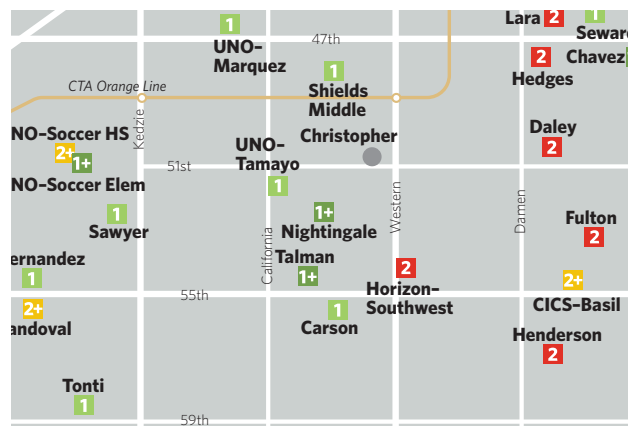 Lara 2
1
1
Sewar
47th
UNO–
Marquez
Chavez
2
Hedges
1
Shields
Middle
CTA Orange Line
Kedzie
NO–Soccer HS
2+
1+
NO–Soccer Elem
Christopher
Daley
2
UNO–
Tamayo
1
51st
1
Sawyer
1+
Nightingale
Western
Damen
Fulton
2
California
Talman
1+
ernandez
1
2
Horizon–
Southwest
2+
CICS–Basil
55th
2+
andoval
1
Carson
Henderson
2
Tonti
1
59th